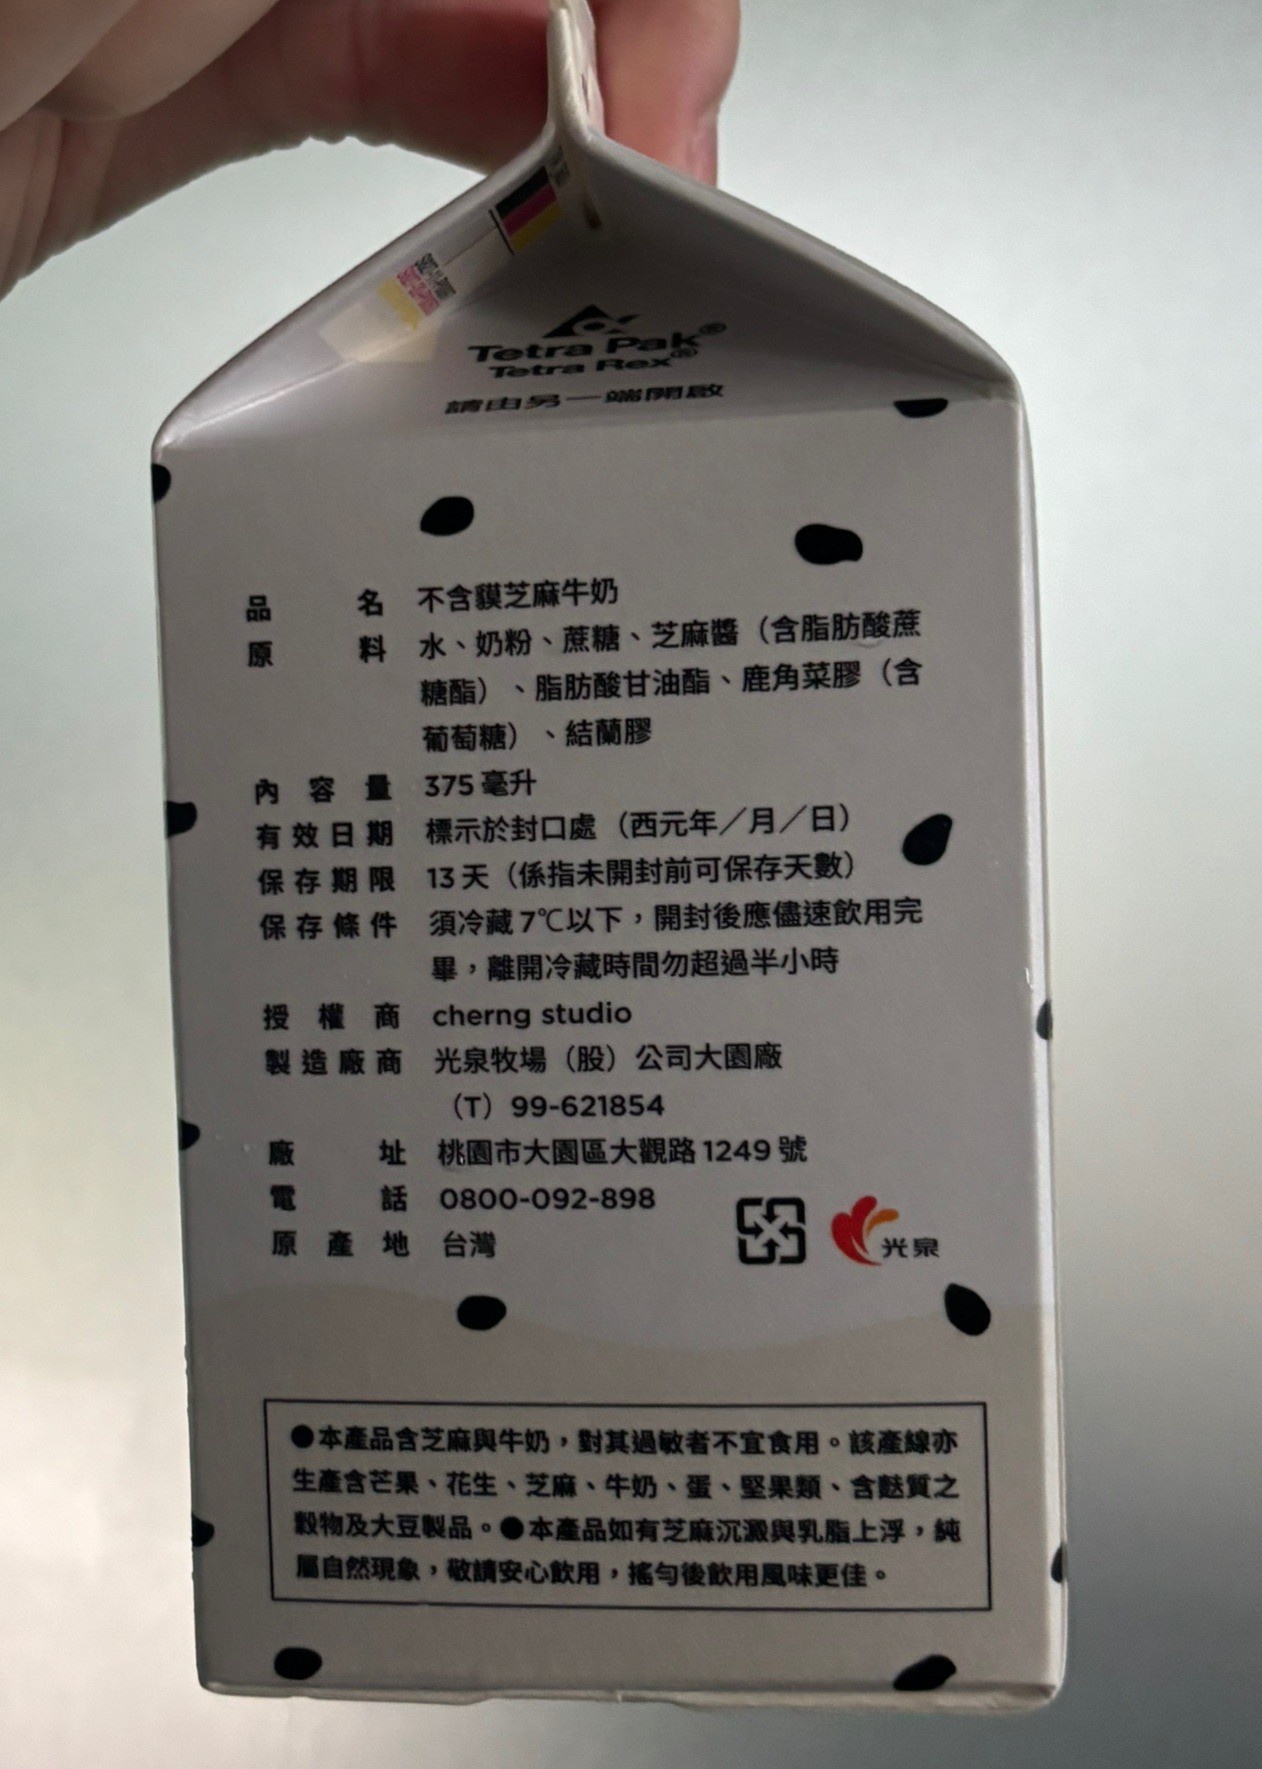 Tetra Pak®
Tetra Rex®
請由另一端開啟
品名 不含貘芝麻牛奶
原料 水、奶粉、蔗糖、芝麻醬（含脂肪酸蔗
糖酯）、脂肪酸甘油酯、鹿角菜膠（含
葡萄糖）、結蘭膠
內容量 375 毫升
有效日期 標示於封口處（西元年／月／日）
保存期限 13 天（係指未開封前可保存天數）
保存條件 須冷藏 7℃以下，開封後應儘速飲用完
畢，離開冷藏時間勿超過半小時
授權商 cherng studio
製造廠商 光泉牧場（股）公司大園廠
（T）99-621854
廠址 桃園市大園區大觀路 1249 號
電話 0800-092-898
原產地 台灣
光泉
●本產品含芝麻與牛奶，對其過敏者不宜食用。該產線亦
生產含芒果、花生、芝麻、牛奶、蛋、堅果類、含麩質之
穀物及大豆製品。●本產品如有芝麻沉澱與乳脂上浮，純
屬自然現象，敬請安心飲用，搖勻後飲用風味更佳。